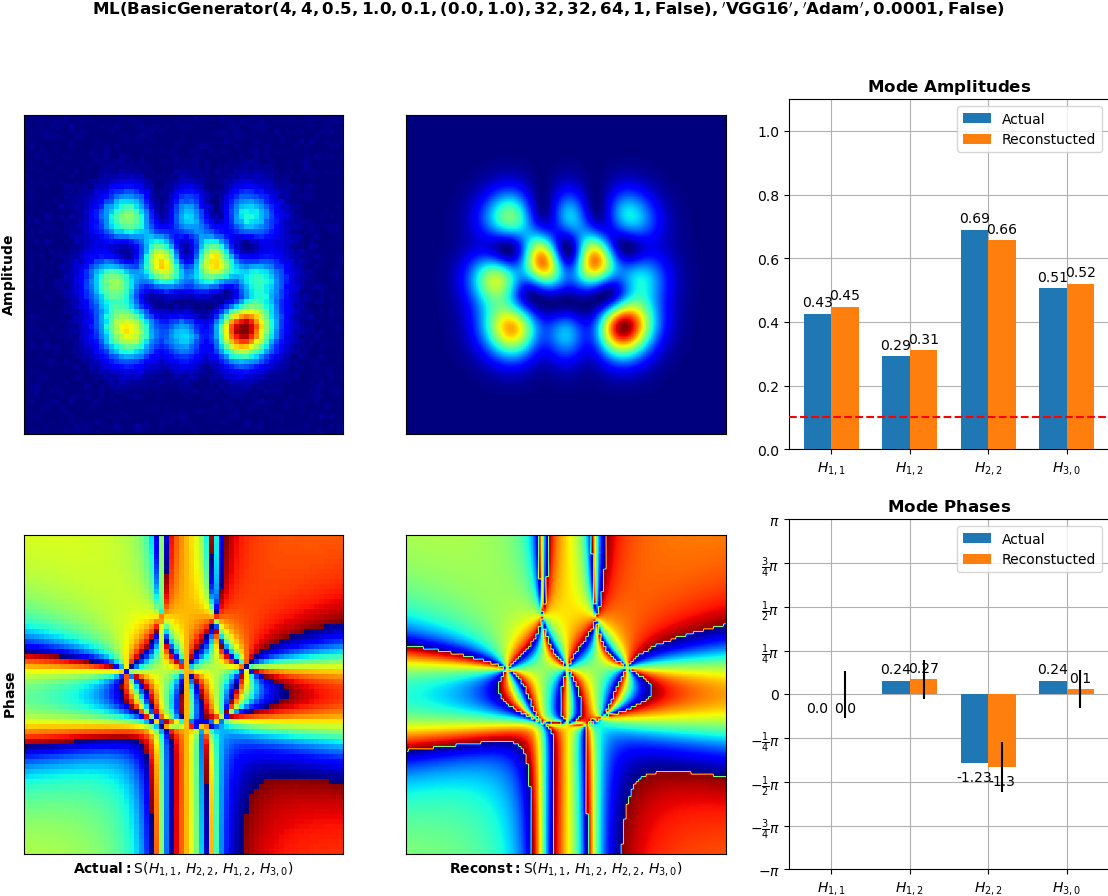 ML(BasicGenerator(4, 4, 0.5, 1.0, 0.1, (0.0, 1.0), 32, 32, 64, 1, False), 'VGG16', 'Adam', 0.0001, False)
Amplitude
Mode Amplitudes
Actual
Reconstucted
1.0
0.8
0.6
0.4
0.2
0.0
0.43
0.45
0.29
0.31
0.69
0.66
0.51
0.52
H1,1
H1,2
H2,2
H3,0
Phase
Actual: S(H1,1, H2,2, H1,2, H3,0)
Reconst: S(H1,1, H1,2, H2,2, H3,0)
Mode Phases
Actual
Reconstucted
π
3/4π
1/2π
1/4π
0
−1/4π
−1/2π
−3/4π
−π
0.0
0.0
0.24
0.27
-1.23
-1.3
0.24
0.1
H1,1
H1,2
H2,2
H3,0